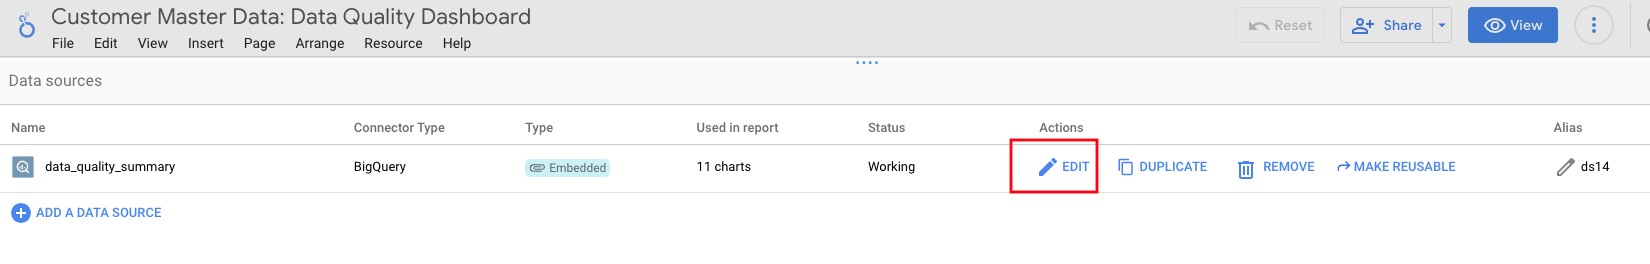 Customer Master Data: Data Quality Dashboard
File Edit View Insert Page Arrange Resource Help
Reset Share View
Data sources
Name Connector Type Type Used in report Status Actions Alias
data_quality_summary BigQuery Embedded 11 charts Working EDIT DUPLICATE REMOVE MAKE REUSABLE ds14
ADD A DATA SOURCE